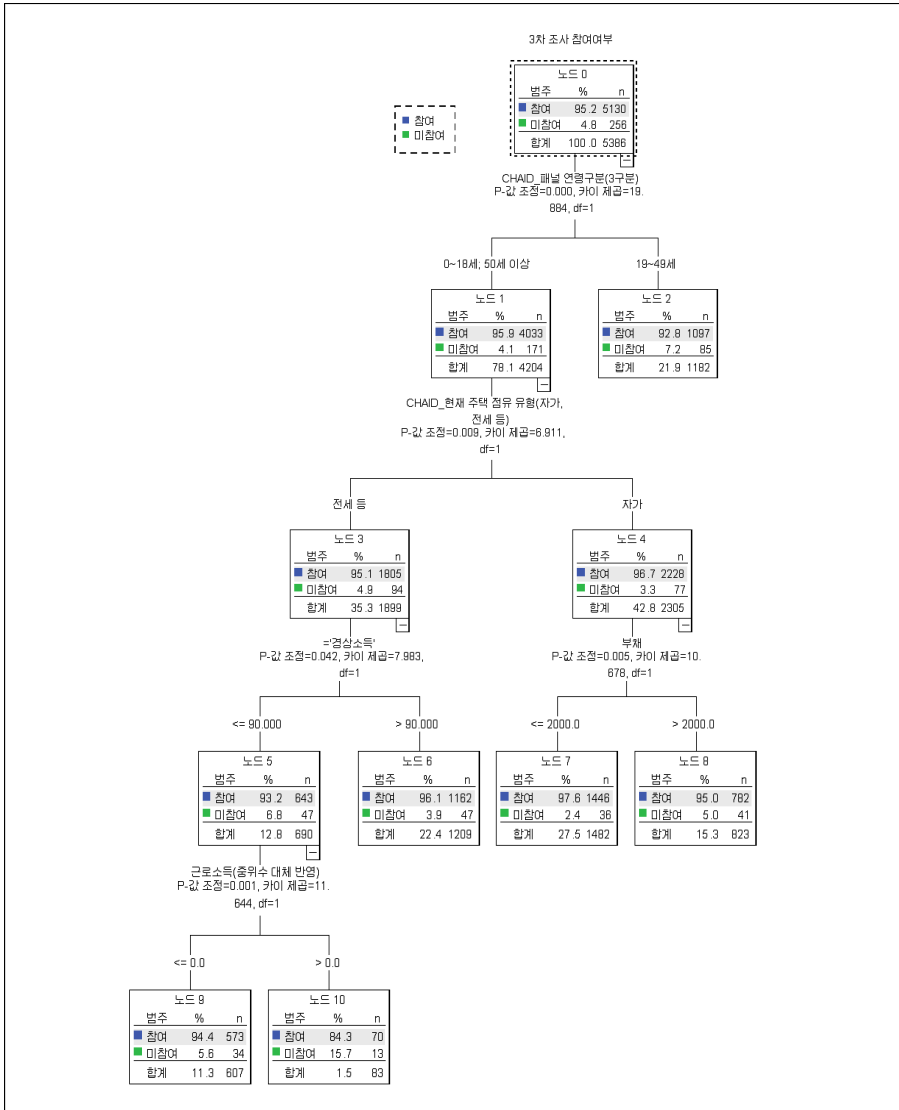 3차 조사 참여여부
노드 0
범주 % n
참여 95.2 5130
미참여 4.8 256
합계 100.0 5386
참여
미참여
CHAID_패널 연령구분(3구분)
P-값 조정=0.000, 카이 제곱=19.
884, df=1
0~18세; 50세 이상
19~49세
노드 1
범주 % n
참여 95.9 4033
미참여 4.1 171
합계 78.1 4204
노드 2
범주 % n
참여 92.8 1097
미참여 7.2 85
합계 21.9 1182
CHAID_현재 주택 점유 유형(자가,
전세 등)
P-값 조정=0.009, 카이 제곱=6.911,
df=1
전세 등
자가
노드 3
범주 % n
참여 95.1 1805
미참여 4.9 94
합계 35.3 1899
노드 4
범주 % n
참여 96.7 2228
미참여 3.3 77
합계 42.8 2305
='경상소득'
P-값 조정=0.042, 카이 제곱=7.983,
df=1
부채
P-값 조정=0.005, 카이 제곱=10.
678, df=1
<= 90.000
> 90.000
<= 2000.0
> 2000.0
노드 5
범주 % n
참여 93.2 643
미참여 6.8 47
합계 12.8 690
노드 6
범주 % n
참여 96.1 1162
미참여 3.9 47
합계 22.4 1209
노드 7
범주 % n
참여 97.6 1446
미참여 2.4 36
합계 27.5 1482
노드 8
범주 % n
참여 95.0 782
미참여 5.0 41
합계 15.3 823
근로소득(중위수 대체 반영)
P-값 조정=0.001, 카이 제곱=11.
644, df=1
<= 0.0
> 0.0
노드 9
범주 % n
참여 94.4 573
미참여 5.6 34
합계 11.3 607
노드 10
범주 % n
참여 84.3 70
미참여 15.7 13
합계 1.5 83